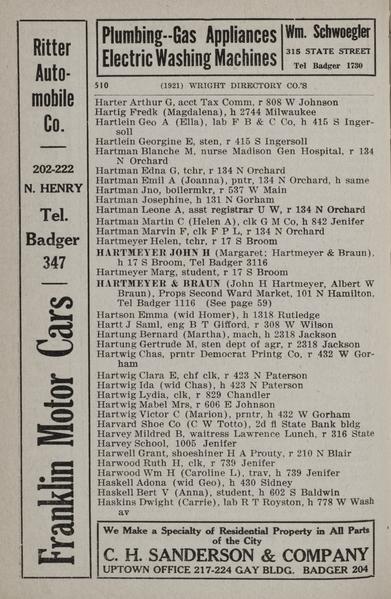 Ritter
Auto-
mobile
Co.
202-222
N. HENRY
Tel.
Badger
347
Franklin Motor Cars
Plumbing--Gas Appliances
Electric Washing Machines
Wm. Schwoegler
315 STATE STREET
Tel Badger 1730
510 (1921) WRIGHT DIRECTORY CO.'S
Harter Arthur G, acct Tax Comm, r 808 W Johnson
Hartig Fredk (Magdalena), h 2744 Milwaukee
Hartlein Geo A (Ella), lab F B & C Co, h 415 S Inger-
soll
Hartlein Georgine E, sten, r 415 S Ingersoll
Hartman Blanche M, nurse Madison Gen Hospital, r 134
N Orchard
Hartman Edna G, tchr, r 134 N Orchard
Hartman Emil A (Joanna), pntr, 134 N Orchard, h same
Hartman Jno, boilermkr, r 537 W Main
Hartman Josephine, h 131 N Gorham
Hartman Leone A, asst registrar U W, r 134 N Orchard
Hartman Martin C (Helen A), clk G M Co, h 842 Jenifer
Hartman Marvin F, clk F P L, r 134 N Orchard
Hartmeyer Helen, tchr, r 17 S Broom
HARTMEYER JOHN H (Margaret; Hartmeyer & Braun),
h 17 S Broom, Tel Badger 3116
Hartmeyer Marg, student, r 17 S Broom
HARTMEYER & BRAUN (John H Hartmeyer, Albert W
Braun), Props Second Ward Market, 101 N Hamilton,
Tel Badger 1116 (See page 59)
Hartson Emma (wid Homer), h 1318 Rutledge
Hartt J Saml, eng B T Gifford, r 308 W Wilson
Hartung Bernard (Martha), mach, h 2318 Jackson
Hartung Gertrude M, sten dept of agr, r 2318 Jackson
Hartwig Chas, prntr Democrat Printg Co, r 432 W Gor-
ham
Hartwig Clara E, chf clk, r 423 N Paterson
Hartwig Ida (wid Chas), h 423 N Paterson
Hartwig Lydia, clk, r 829 Chandler
Hartwig Mabel Mrs, r 606 E Johnson
Hartwig Victor C (Marion), prntr, h 432 W Gorham
Harvard Shoe Co (C W Totto), 2d fl State Bank bldg
Harvey Mildred B, waitress Lawrence Lunch, r 316 State
Harvey School, 1005 Jenifer
Harwell Grant, shoeshiner H A Prouty, r 210 N Blair
Harwood Ruth H, clk, r 739 Jenifer
Harwood Wm H (Caroline L), trav, h 739 Jenifer
Haskell Adona (wid Geo), h 430 Sidney
Haskell Bert V (Anna), student, h 602 S Baldwin
Haskins Dwight (Carrie), lab R T Royston, h 778 W Wash
av
We Make a Specialty of Residential Property in All Parts
of the City
C. H. SANDERSON & COMPANY
UPTOWN OFFICE 217-224 GAY BLDG. BADGER 204